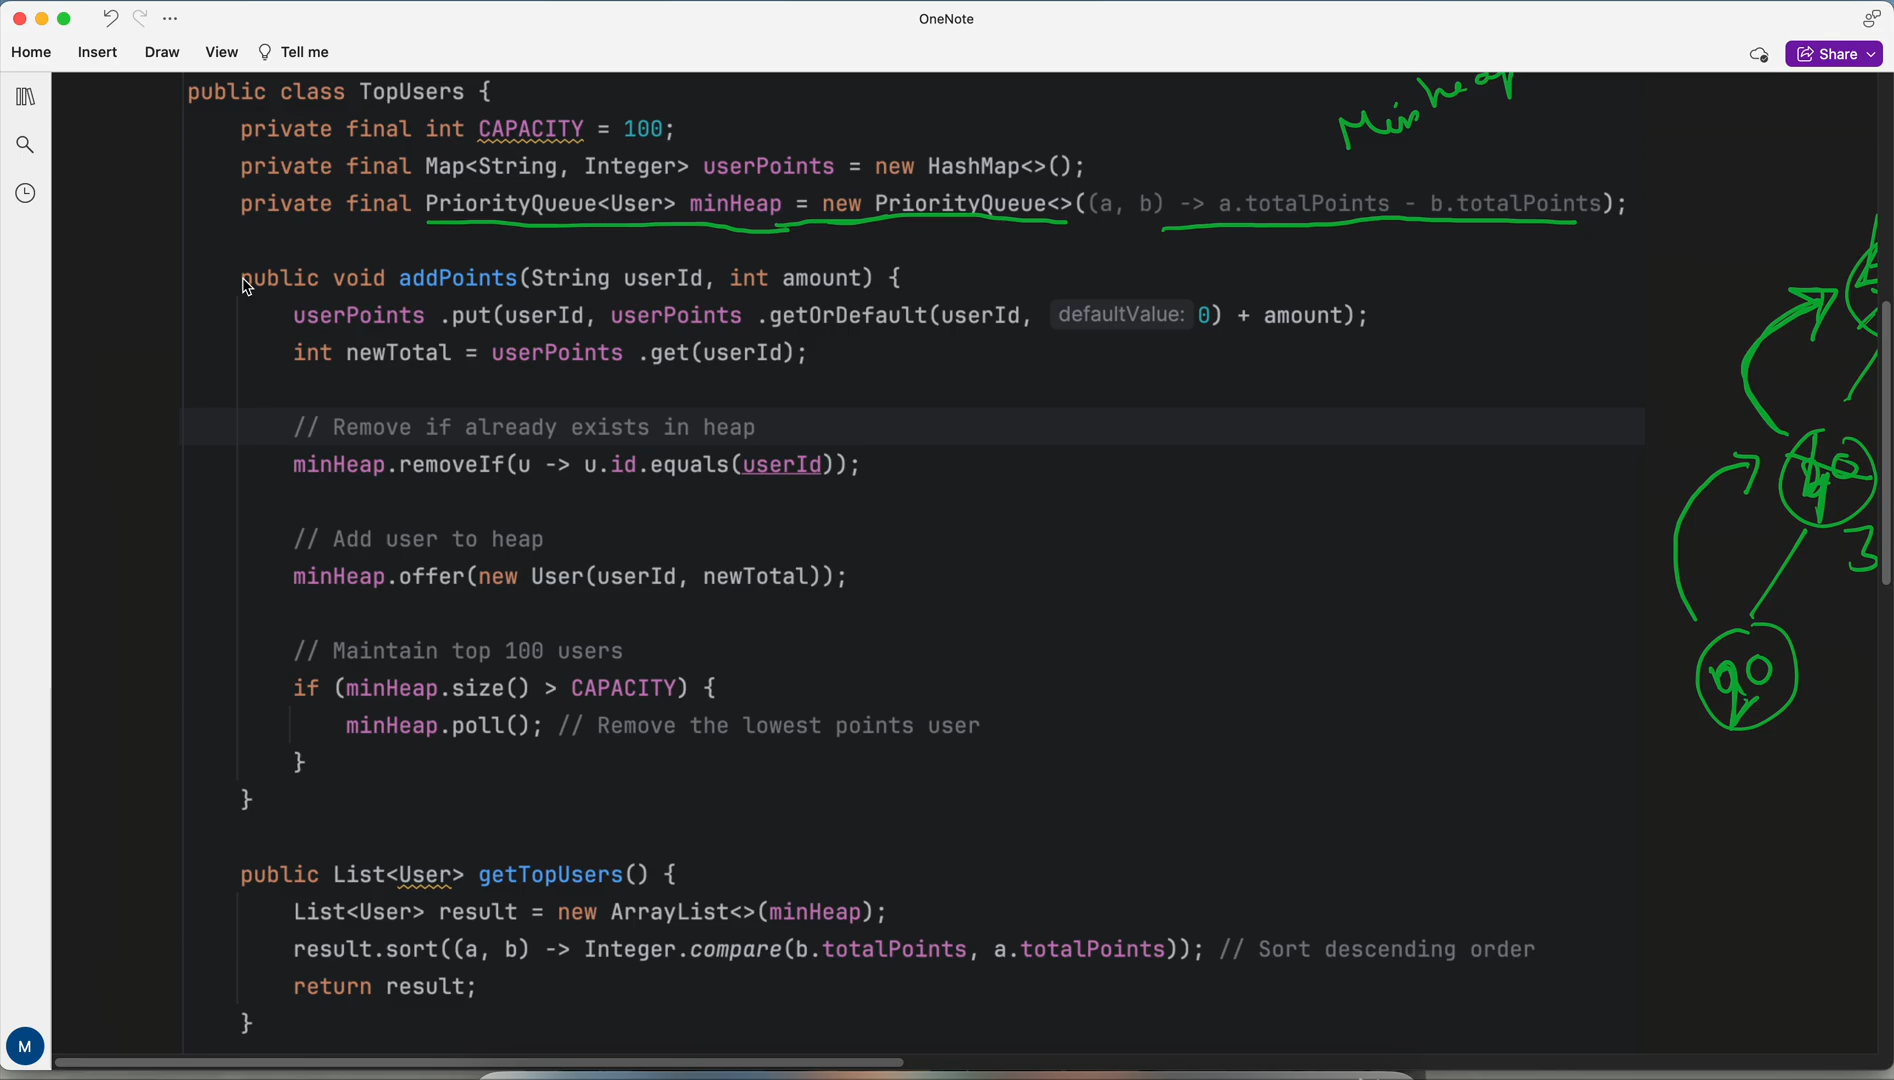 OneNote
Home Insert Draw View Tell me
Share
public class TopUsers {
private final int CAPACITY = 100;
private final Map<String, Integer> userPoints = new HashMap<>();
private final PriorityQueue<User> minHeap = new PriorityQueue<>((a, b) -> a.totalPoints - b.totalPoints);
Min heap
public void addPoints(String userId, int amount) {
userPoints .put(userId, userPoints .getOrDefault(userId, defaultValue: 0) + amount);
int newTotal = userPoints .get(userId);
// Remove if already exists in heap
minHeap.removeIf(u -> u.id.equals(userId));
// Add user to heap
minHeap.offer(new User(userId, newTotal));
// Maintain top 100 users
if (minHeap.size() > CAPACITY) {
minHeap.poll(); // Remove the lowest points user
}
}
public List<User> getTopUsers() {
List<User> result = new ArrayList<>(minHeap);
result.sort((a, b) -> Integer.compare(b.totalPoints, a.totalPoints)); // Sort descending order
return result;
}
3
90
M